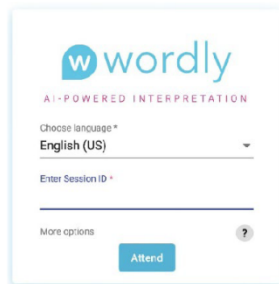 w wordly
AI-POWERED INTERPRETATION
Choose language *
English (US)
Enter Session ID *
More options ?
Attend